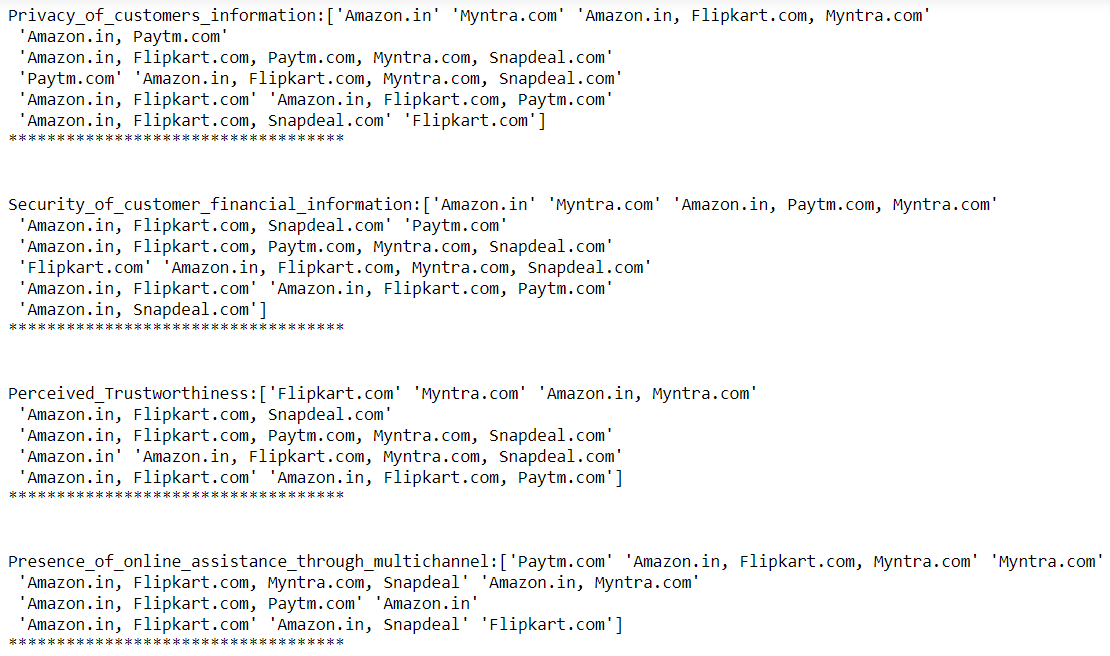 Privacy_of_customers_information:['Amazon.in' 'Myntra.com' 'Amazon.in, Flipkart.com, Myntra.com'
 'Amazon.in, Paytm.com'
 'Amazon.in, Flipkart.com, Paytm.com, Myntra.com, Snapdeal.com'
 'Paytm.com' 'Amazon.in, Flipkart.com, Myntra.com, Snapdeal.com'
 'Amazon.in, Flipkart.com' 'Amazon.in, Flipkart.com, Paytm.com'
 'Amazon.in, Flipkart.com, Snapdeal.com' 'Flipkart.com']
***********************************
Security_of_customer_financial_information:['Amazon.in' 'Myntra.com' 'Amazon.in, Paytm.com, Myntra.com'
 'Amazon.in, Flipkart.com, Snapdeal.com' 'Paytm.com'
 'Amazon.in, Flipkart.com, Paytm.com, Myntra.com, Snapdeal.com'
 'Flipkart.com' 'Amazon.in, Flipkart.com, Myntra.com, Snapdeal.com'
 'Amazon.in, Flipkart.com' 'Amazon.in, Flipkart.com, Paytm.com'
 'Amazon.in, Snapdeal.com']
***********************************
Perceived_Trustworthiness:['Flipkart.com' 'Myntra.com' 'Amazon.in, Myntra.com'
 'Amazon.in, Flipkart.com, Snapdeal.com'
 'Amazon.in, Flipkart.com, Paytm.com, Myntra.com, Snapdeal.com'
 'Amazon.in' 'Amazon.in, Flipkart.com, Myntra.com, Snapdeal.com'
 'Amazon.in, Flipkart.com' 'Amazon.in, Flipkart.com, Paytm.com']
***********************************
Presence_of_online_assistance_through_multichannel:['Paytm.com' 'Amazon.in, Flipkart.com, Myntra.com' 'Myntra.com'
 'Amazon.in, Flipkart.com, Myntra.com, Snapdeal' 'Amazon.in, Myntra.com'
 'Amazon.in, Flipkart.com, Paytm.com' 'Amazon.in'
 'Amazon.in, Flipkart.com' 'Amazon.in, Snapdeal' 'Flipkart.com']
***********************************